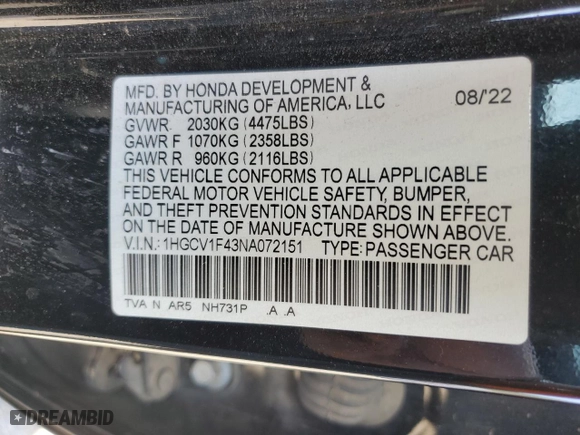 MFD. BY HONDA DEVELOPMENT &
MANUFACTURING OF AMERICA, LLC 08/'22
GVWR 2030KG (4475LBS)
GAWR F 1070KG (2358LBS)
GAWR R 960KG (2116LBS)
THIS VEHICLE CONFORMS TO ALL APPLICABLE
FEDERAL MOTOR VEHICLE SAFETY, BUMPER,
AND THEFT PREVENTION STANDARDS IN EFFECT
ON THE DATE OF MANUFACTURE SHOWN ABOVE.
V.I.N.: 1HGCV1F43NA072151 TYPE: PASSENGER CAR
TVA N AR5 NH731P .A .A
DREAMBID